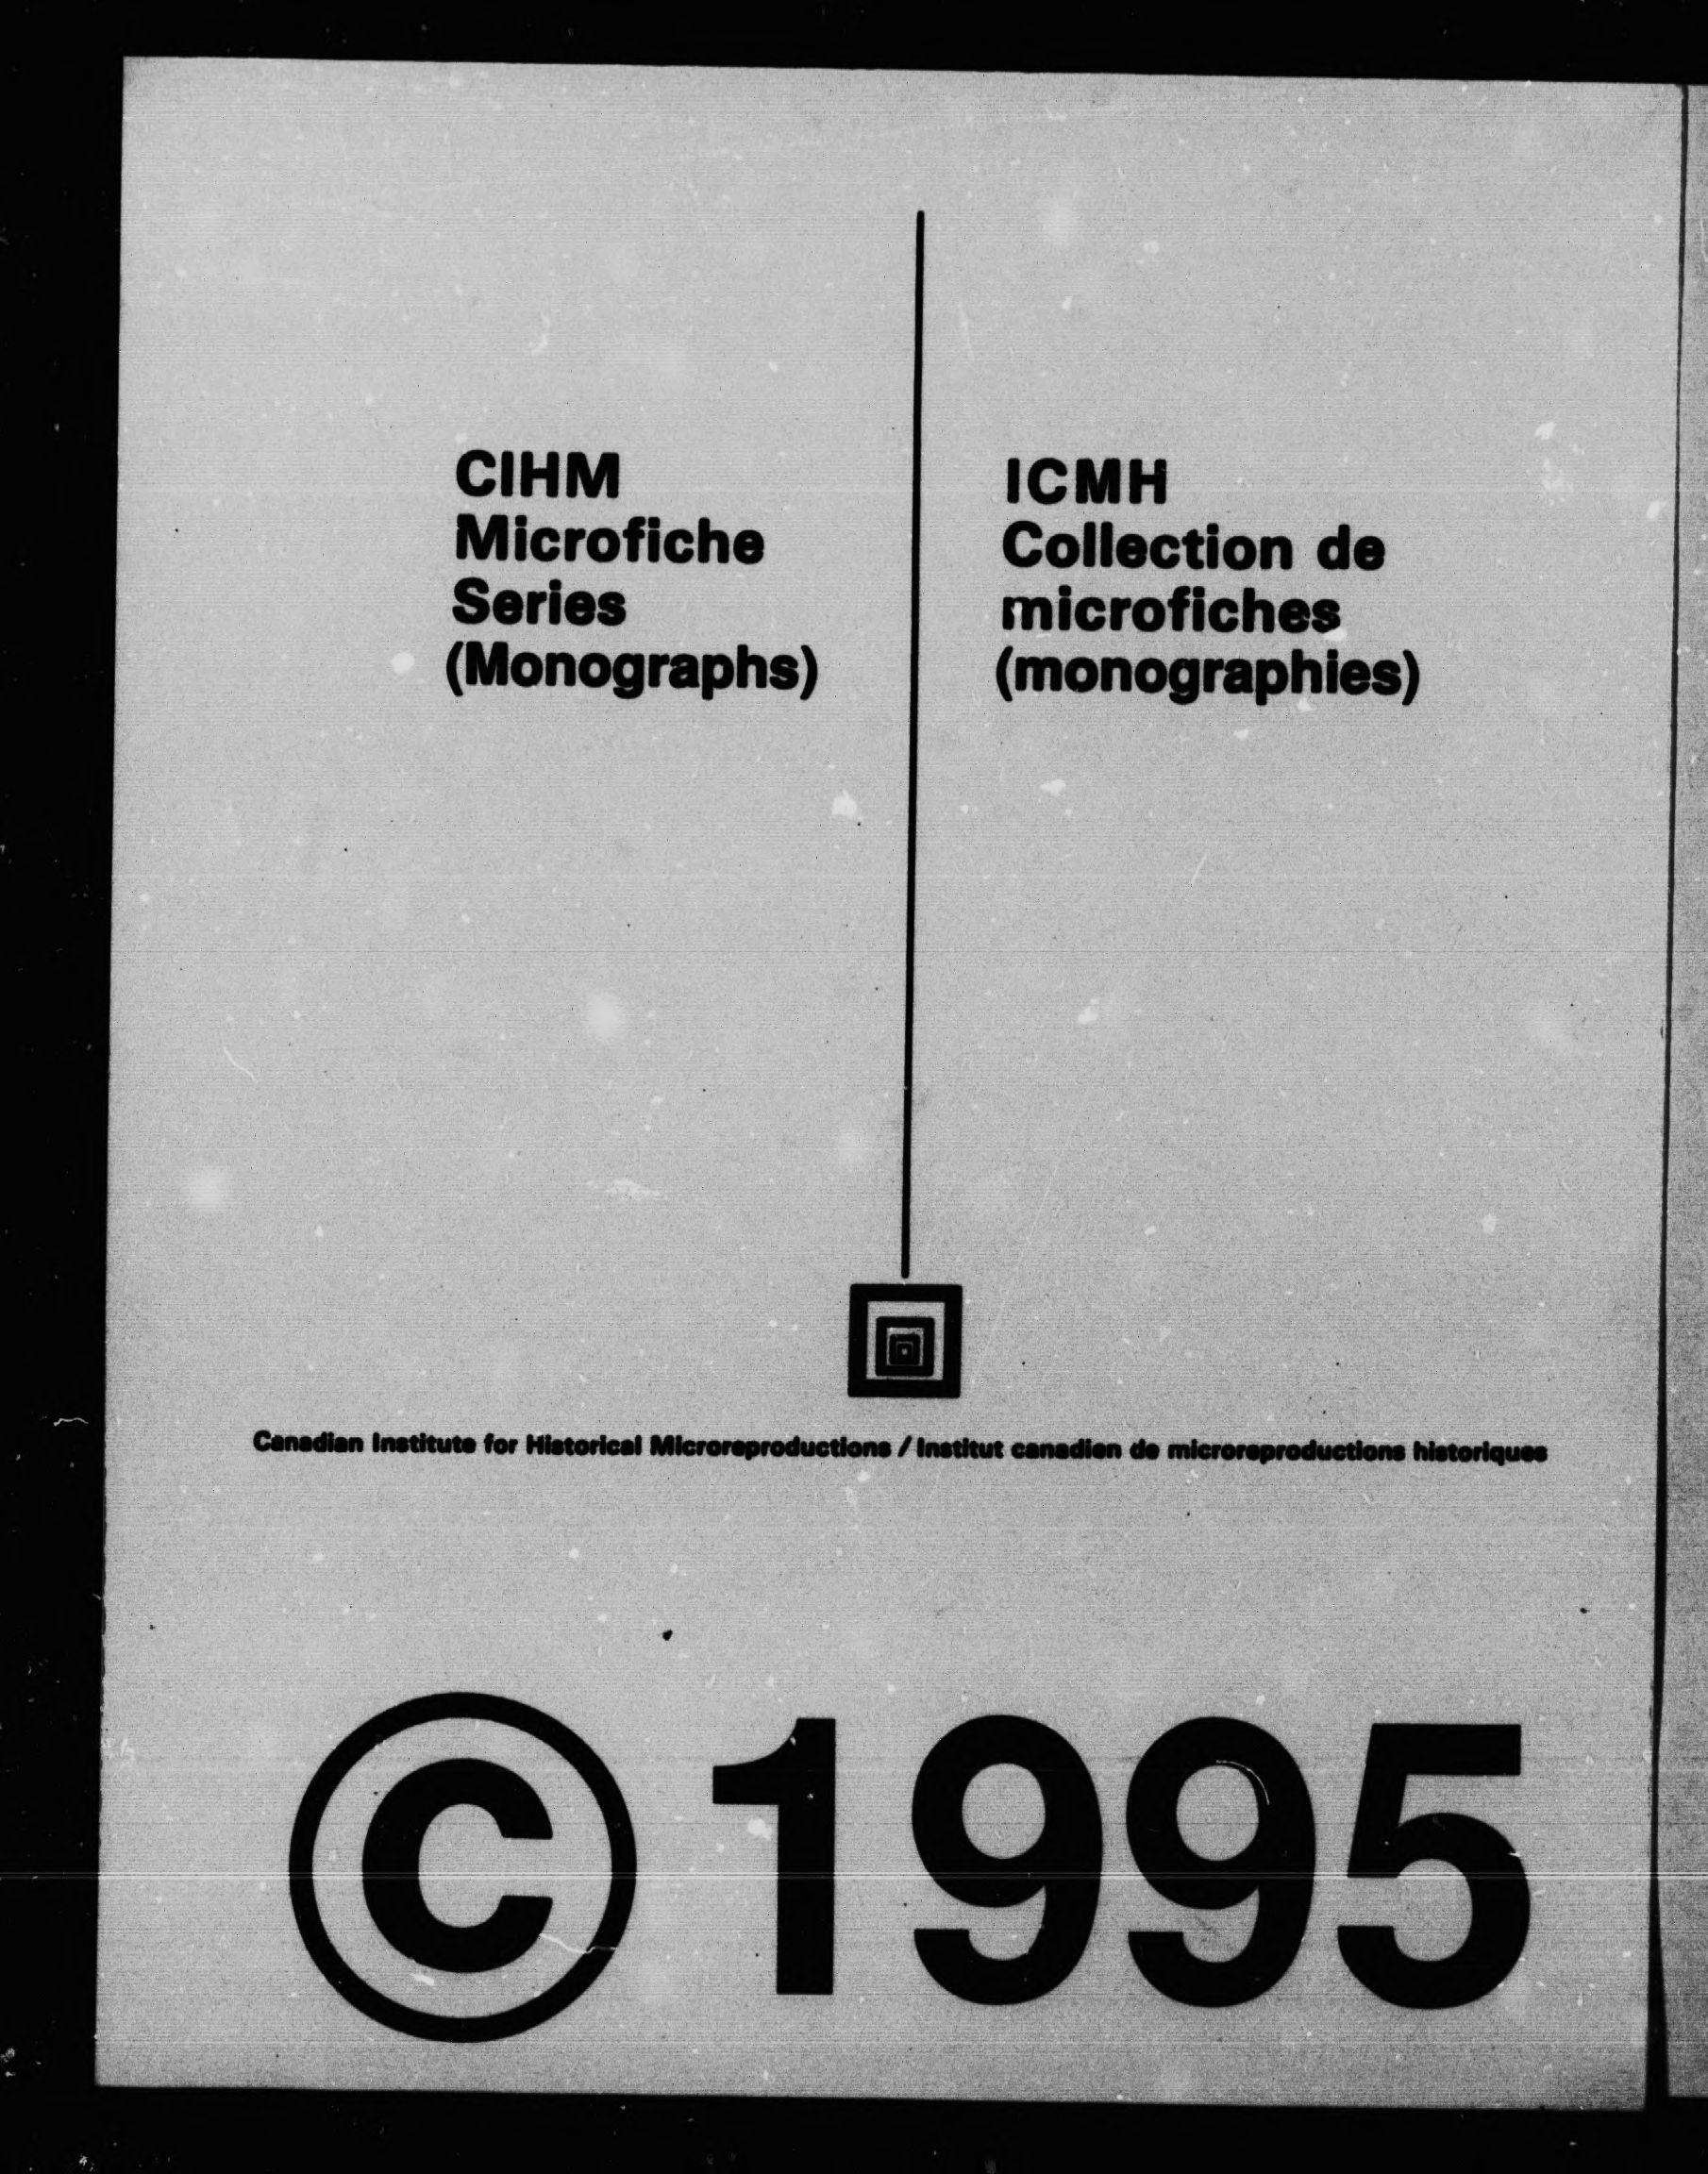 CIHM
Microfiche
Series
(Monographs)
ICMH
Collection de
microfiches
(monographies)
Canadian Institute for Historical Microreproductions / Institut canadien de microreproductions historiques
© 1995